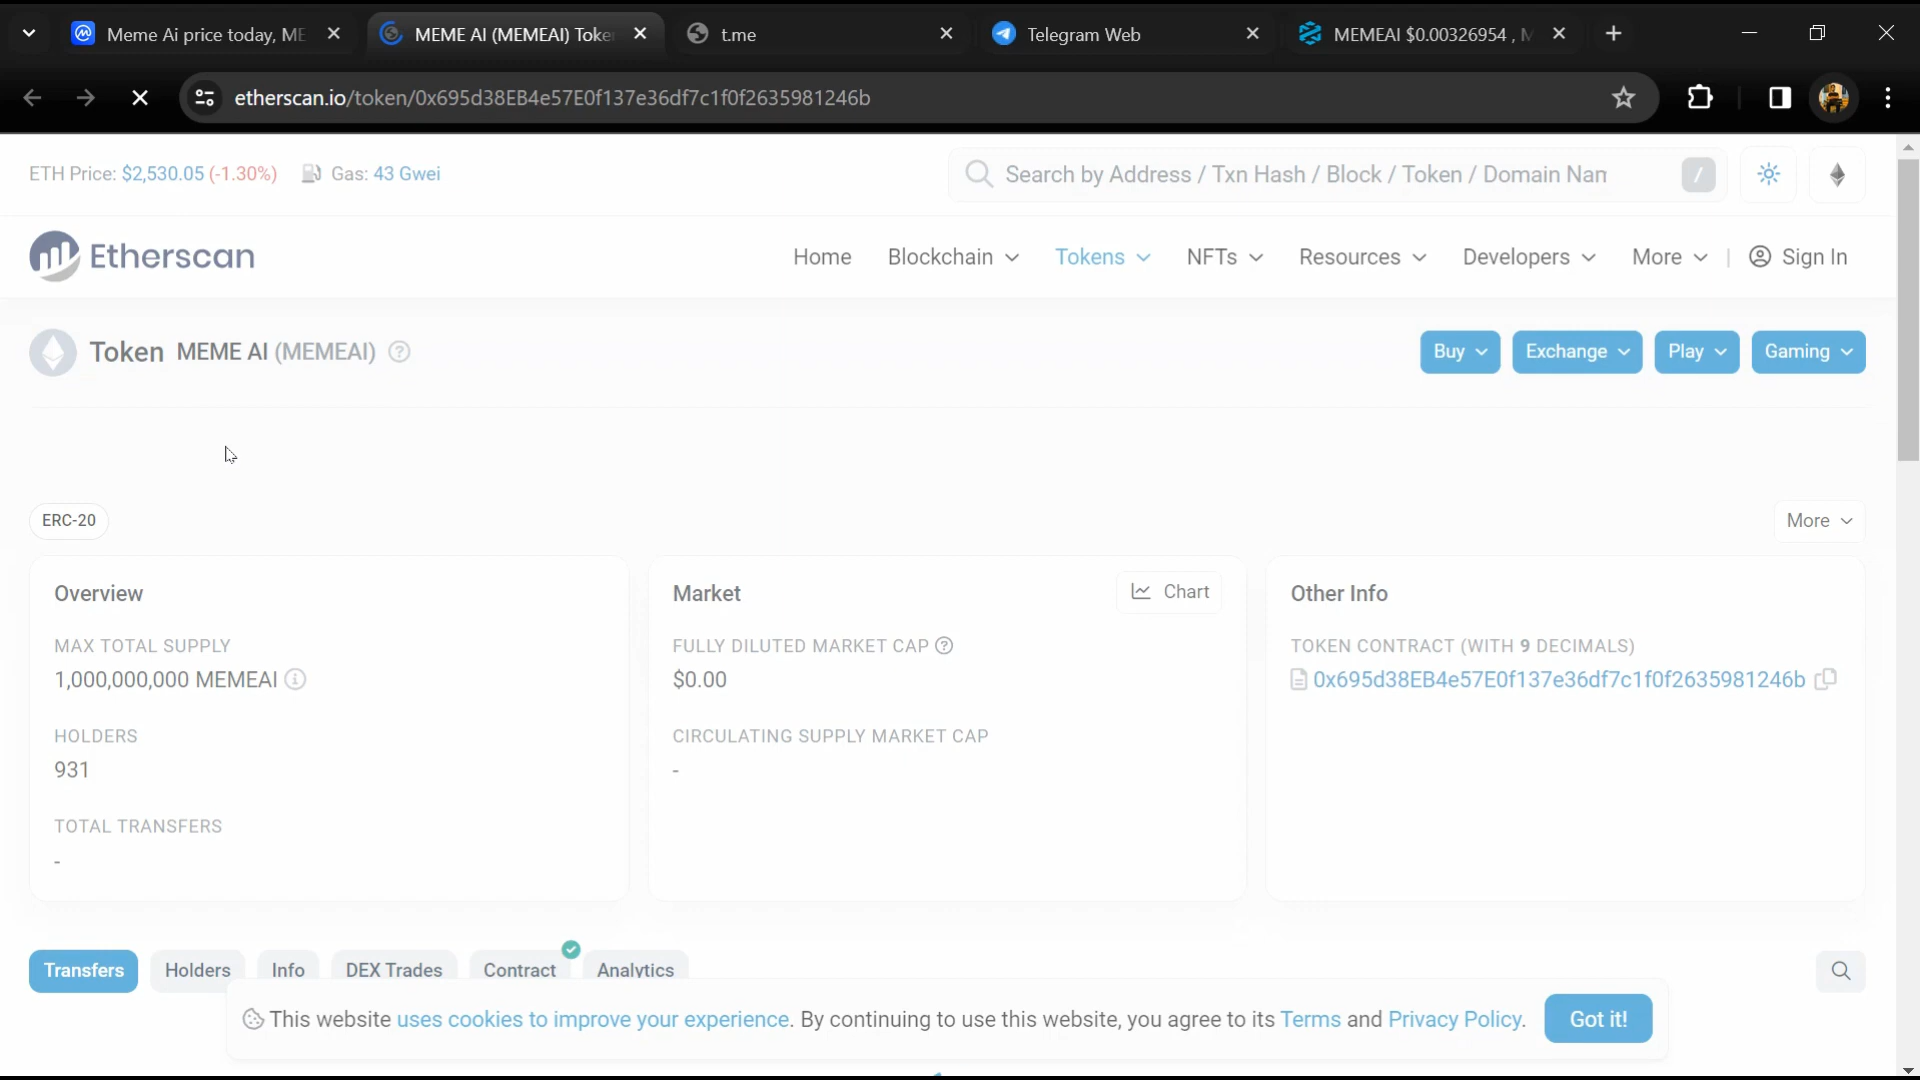 Meme Ai price today, ME
MEME AI (MEMEAI) Toke
t.me
Telegram Web
MEMEAI $0.00326954 , M
etherscan.io/token/0x695d38EB4e57E0f137e36df7c1f0f2635981246b
ETH Price: $2,530.05 (-1.30%) Gas: 43 Gwei
Search by Address / Txn Hash / Block / Token / Domain Nam
/
Etherscan
Home Blockchain Tokens NFTs Resources Developers More | Sign In
Token MEME AI (MEMEAI)
Buy Exchange Play Gaming
ERC-20
More
Overview
MAX TOTAL SUPPLY
1,000,000,000 MEMEAI
HOLDERS
931
TOTAL TRANSFERS
-
Market
Chart
FULLY DILUTED MARKET CAP
$0.00
CIRCULATING SUPPLY MARKET CAP
-
Other Info
TOKEN CONTRACT (WITH 9 DECIMALS)
0x695d38EB4e57E0f137e36df7c1f0f2635981246b
Transfers Holders Info DEX Trades Contract Analytics
This website uses cookies to improve your experience. By continuing to use this website, you agree to its Terms and Privacy Policy.
Got it!